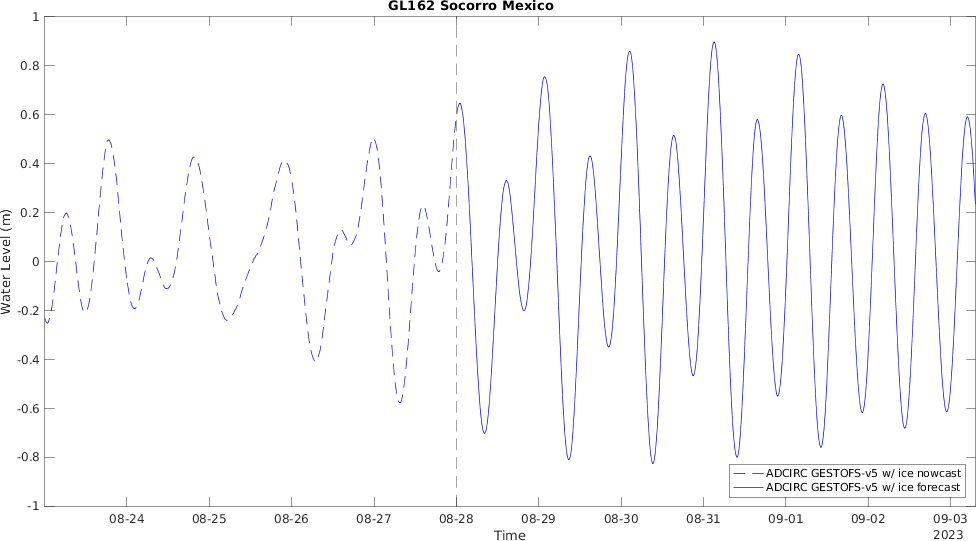 GL162 Socorro Mexico
1
0.8
0.6
0.4
0.2
0
-0.2
-0.4
-0.6
-0.8
-1
Water Level (m)
ADCIRC GESTOFS-v5 w/ ice nowcast
ADCIRC GESTOFS-v5 w/ ice forecast
08-24 08-25 08-26 08-27 08-28 08-29 08-30 08-31 09-01 09-02 09-03
Time
2023